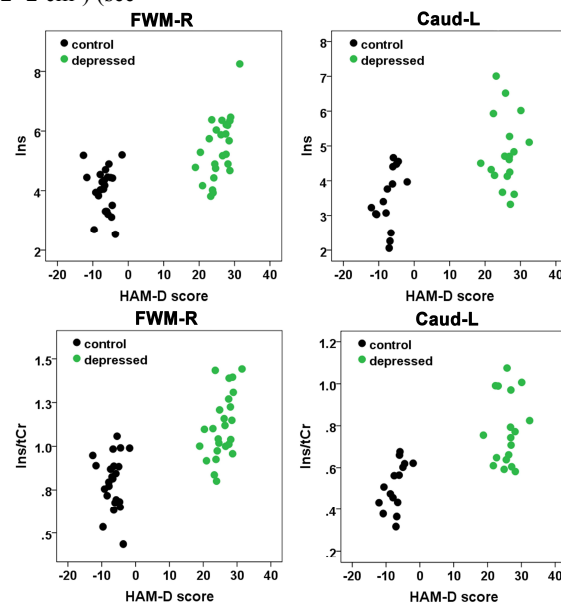 FWM-R
control
depressed
Ins
8
6
4
2
-20 -10 0 10 20 30 40
HAM-D score
Caud-L
control
depressed
Ins
8
7
6
5
4
3
2
-20 -10 0 10 20 30 40
HAM-D score
FWM-R
control
depressed
Ins/tCr
1.5
1.3
1.0
.8
.5
-20 -10 0 10 20 30 40
HAM-D score
Caud-L
control
depressed
Ins/tCr
1.2
1.0
.8
.6
.4
.2
-20 -10 0 10 20 30 40
HAM-D score